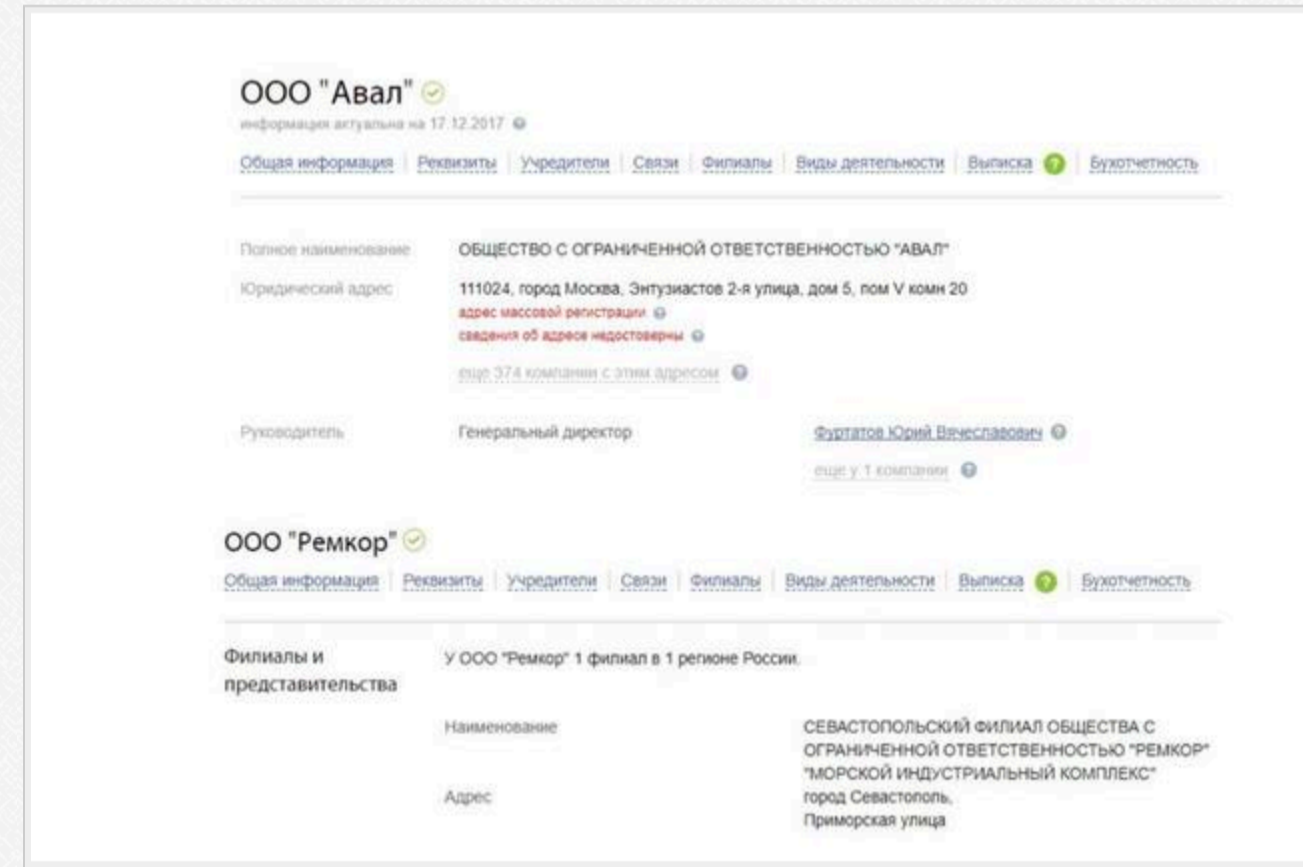 ООО "Авал"
информация актуальна на 17.12.2017
Общая информация Реквизиты Учредители Связи Филиалы Виды деятельности Выписка ? Бухотчетность
Полное наименование ОБЩЕСТВО С ОГРАНИЧЕННОЙ ОТВЕТСТВЕННОСТЬЮ "АВАЛ"
Юридический адрес 111024, город Москва, Энтузиастов 2-я улица, дом 5, пом V комн 20
адрес массовой регистрации ?
сведения об адресе недостоверны ?
еще 374 компании с этим адресом ?
Руководитель Генеральный директор Фуртатов Юрий Вячеславович ?
еще у 1 компании ?
ООО "Ремкор"
Общая информация Реквизиты Учредители Связи Филиалы Виды деятельности Выписка ? Бухотчетность
Филиалы и У ООО "Ремкор" 1 филиал в 1 регионе России.
представительства
Наименование СЕВАСТОПОЛЬСКИЙ ФИЛИАЛ ОБЩЕСТВА С
ОГРАНИЧЕННОЙ ОТВЕТСТВЕННОСТЬЮ "РЕМКОР"
"МОРСКОЙ ИНДУСТРИАЛЬНЫЙ КОМПЛЕКС"
Адрес город Севастополь,
Приморская улица